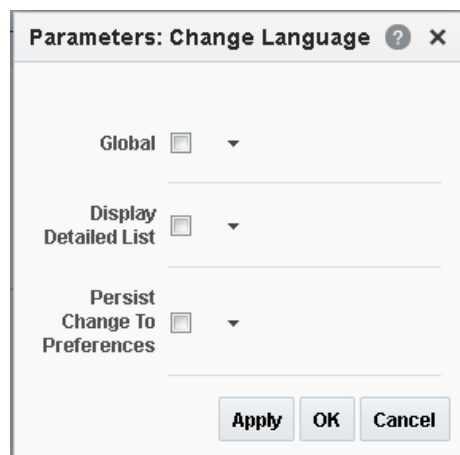 Parameters: Change Language
Global
Display
Detailed List
Persist
Change To
Preferences
Apply OK Cancel